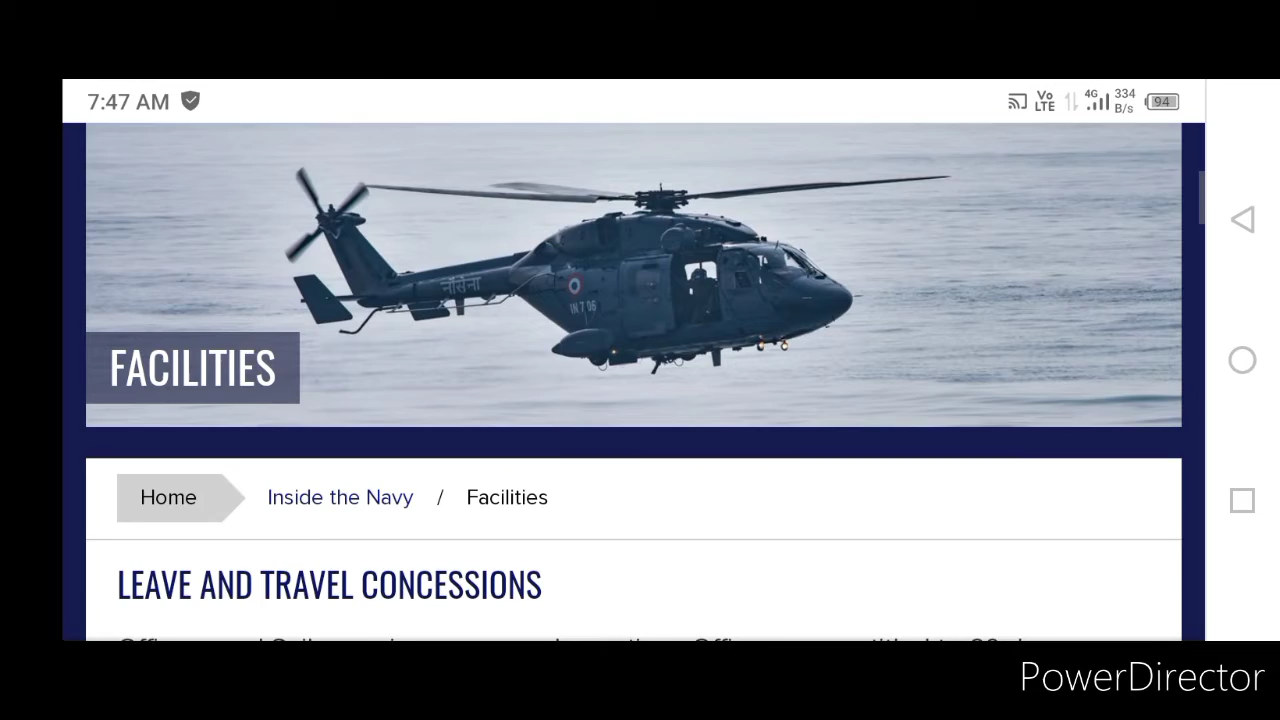 7:47 AM
Vo
LTE
4G
334
B/s
94
नौसेना
IN 706
FACILITIES
Home
Inside the Navy / Facilities
LEAVE AND TRAVEL CONCESSIONS
PowerDirector